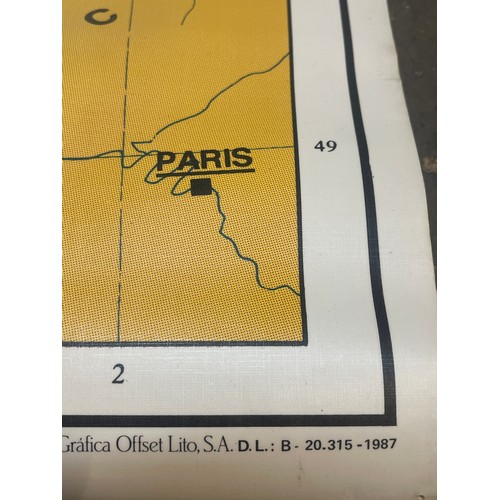 C
PARIS
49
2
Gráfica Offset Lito, S.A. D.L.: B - 20.315 - 1987